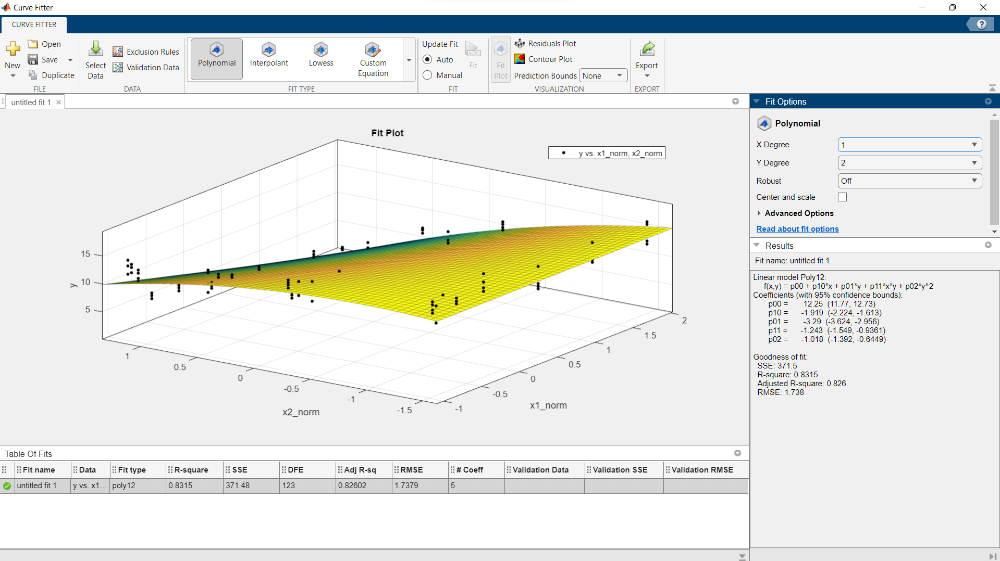 Curve Fitter
CURVE FITTER
New
Open
Save
Duplicate
FILE
Select
Data
Exclusion Rules
Validation Data
DATA
Polynomial
Interpolant
Lowess
Custom
Equation
FIT TYPE
Update Fit
Auto
Manual
AUTO
Fit
FIT
Fit
Plot
Residuals Plot
Contour Plot
Prediction Bounds None
VISUALIZATION
Export
EXPORT
untitled fit 1
Fit Plot
y vs. x1_norm, x2_norm
15
10
5
y
1
0.5
0
-0.5
-1
-1.5
x2_norm
-1
-0.5
0
0.5
1
1.5
2
x1_norm
Fit Options
Polynomial
X Degree 1
Y Degree 2
Robust Off
Center and scale
Advanced Options
Read about fit options
Results
Fit name: untitled fit 1
Linear model Poly12:
f(x,y) = p00 + p10*x + p01*y + p11*x*y + p02*y^2
Coefficients (with 95% confidence bounds):
p00 = 12.25 (11.77, 12.73)
p10 = -1.919 (-2.224, -1.613)
p01 = -3.29 (-3.624, -2.956)
p11 = -1.243 (-1.549, -0.9361)
p02 = -1.018 (-1.392, -0.6449)
Goodness of fit:
SSE: 371.5
R-square: 0.8315
Adjusted R-square: 0.826
RMSE: 1.738
Table Of Fits
Fit name Data Fit type R-square SSE DFE Adj R-sq RMSE # Coeff Validation Data Validation SSE Validation RMSE
untitled fit 1 y vs. x1... poly12 0.8315 371.48 123 0.82602 1.7379 5